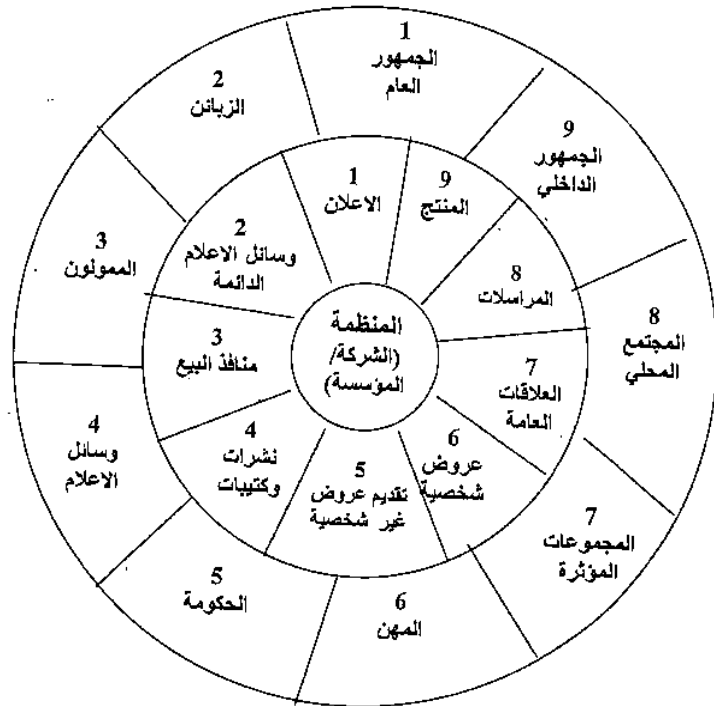 1
الجمهور
العام
2
الزبائن
3
الممولون
4
وسائل
الاعلام
5
الحكومة
6
المهن
7
المجموعات
المؤثرة
8
المجتمع
المحلي
9
الجمهور
الداخلي
1
الاعلان
2
وسائل الاعلام
الدائمة
3
منافذ البيع
4
نشرات
وكتيبات
5
تقديم عروض
غير شخصية
6
عروض
شخصية
7
العلاقات
العامة
8
المراسلات
9
المنتج
المنظمة
(الشركة/
المؤسسة)